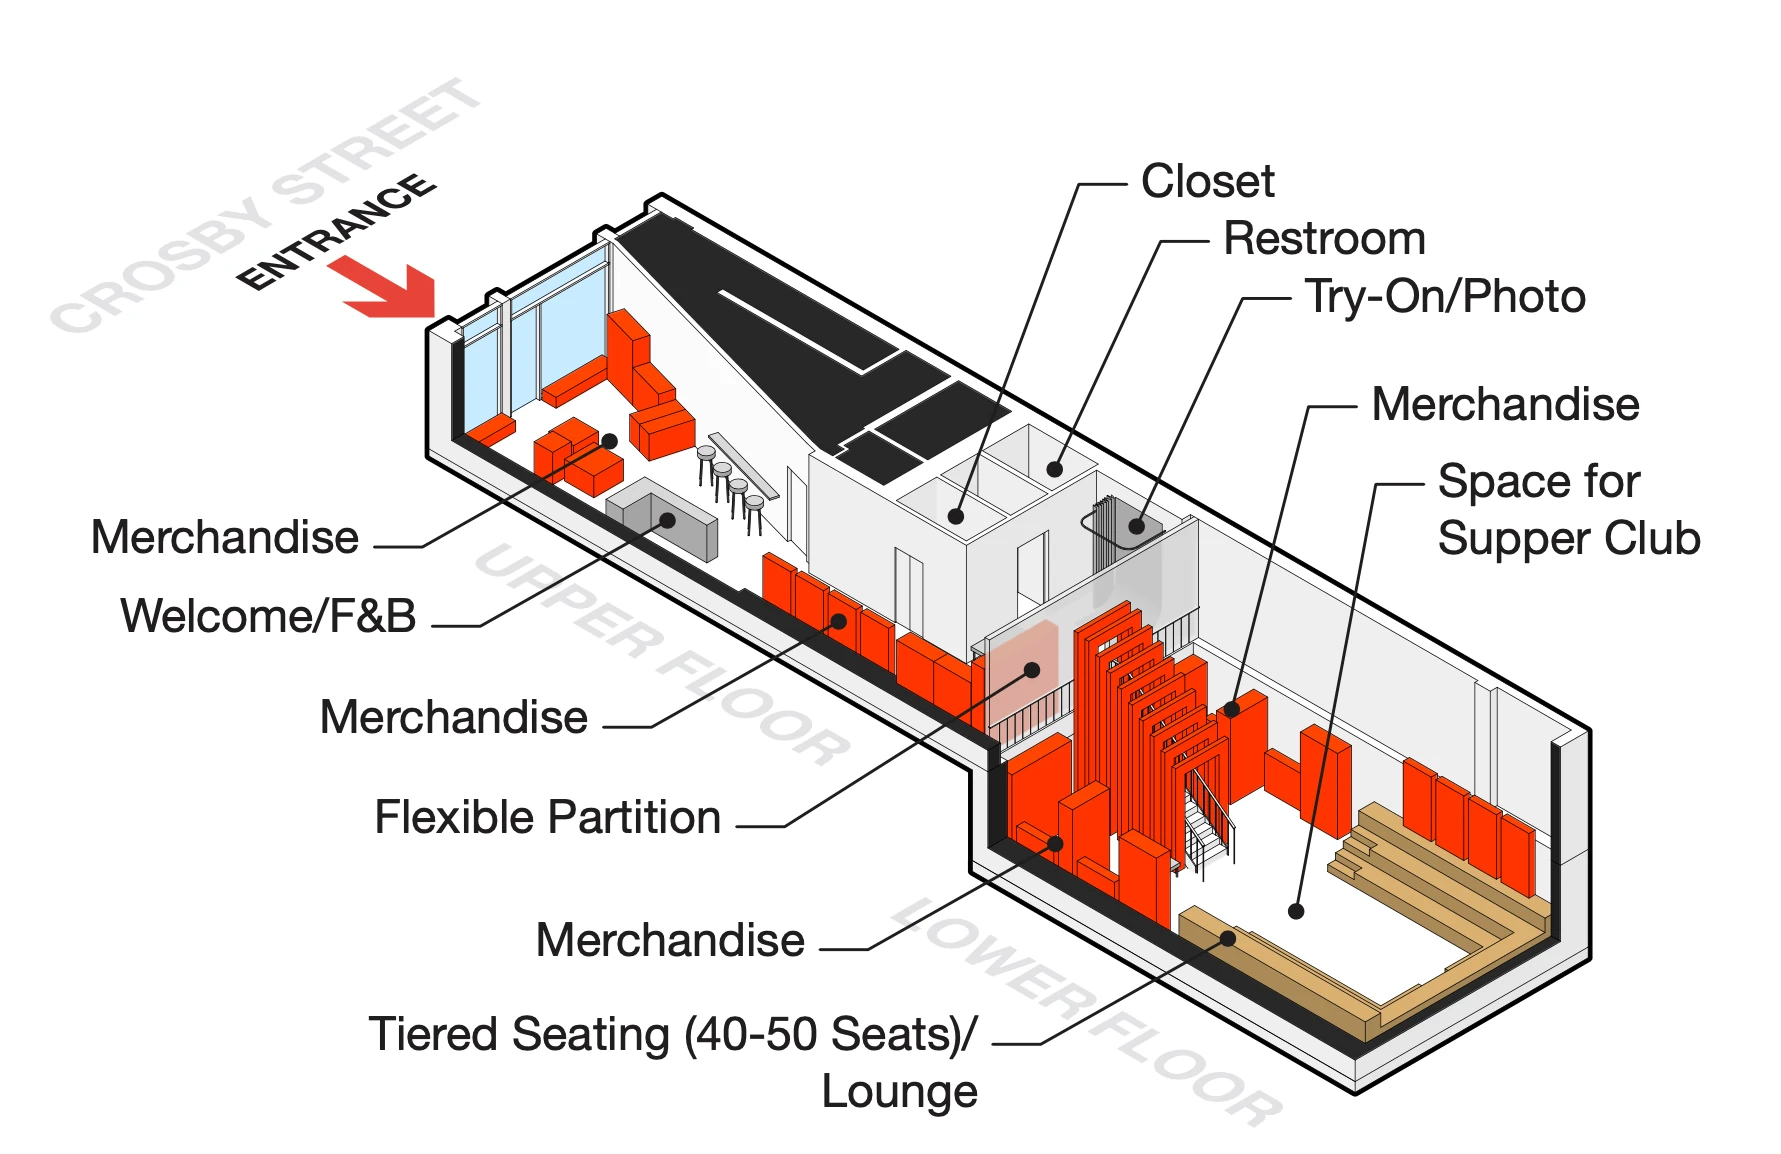 CROSBY STREET
ENTRANCE
Closet
Restroom
Try-On/Photo
Merchandise
Space for
Supper Club
Merchandise
Welcome/F&B
UPPER FLOOR
Merchandise
Flexible Partition
Merchandise
LOWER FLOOR
Tiered Seating (40-50 Seats)/
Lounge